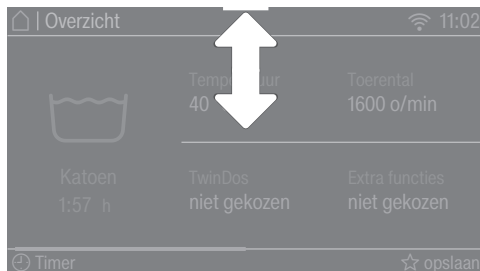 | Overzicht 11:02
Temperatuur
40
Toerental
1600 o/min
Katoen
1:57 h
TwinDos
niet gekozen
Extra functies
niet gekozen
Timer
opslaan